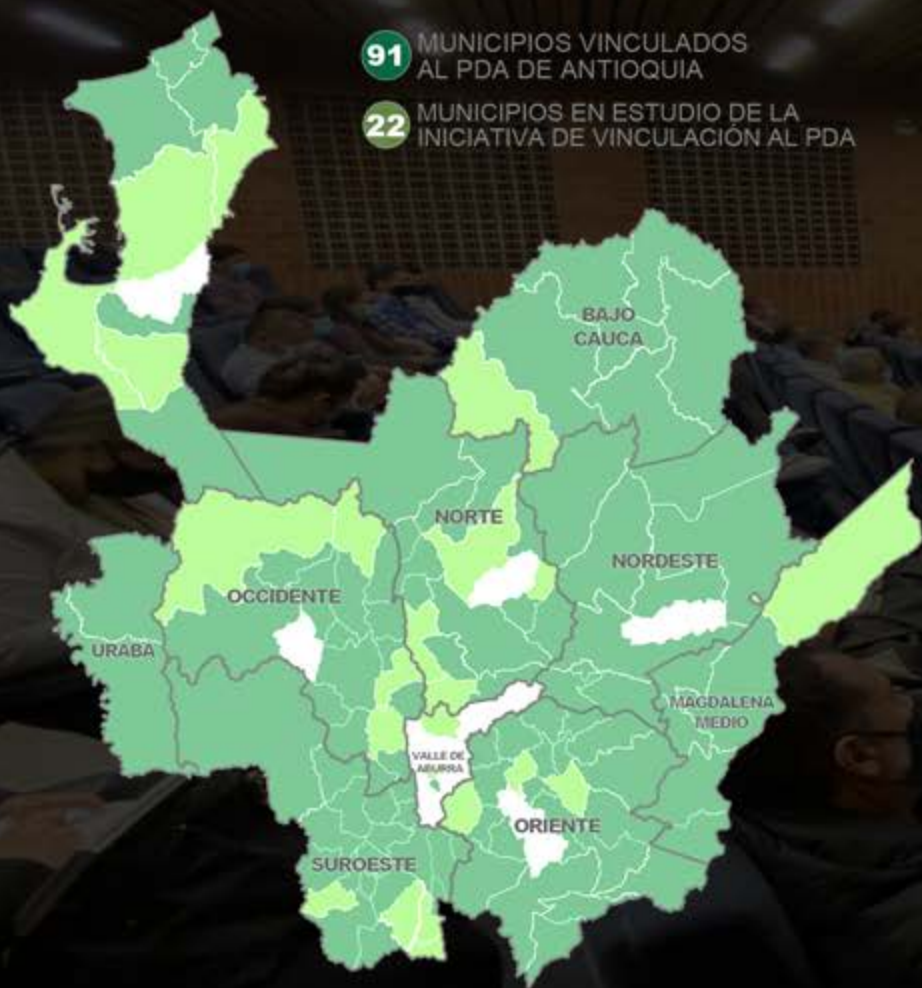 91 MUNICIPIOS VINCULADOS
AL PDA DE ANTIOQUIA
22 MUNICIPIOS EN ESTUDIO DE LA
INICIATIVA DE VINCULACIÓN AL PDA
BAJO
CAUCA
NORTE
NORDESTE
OCCIDENTE
URABA
MAGDALENA
MEDIO
VALLE DE
ABURRA
ORIENTE
SUROESTE